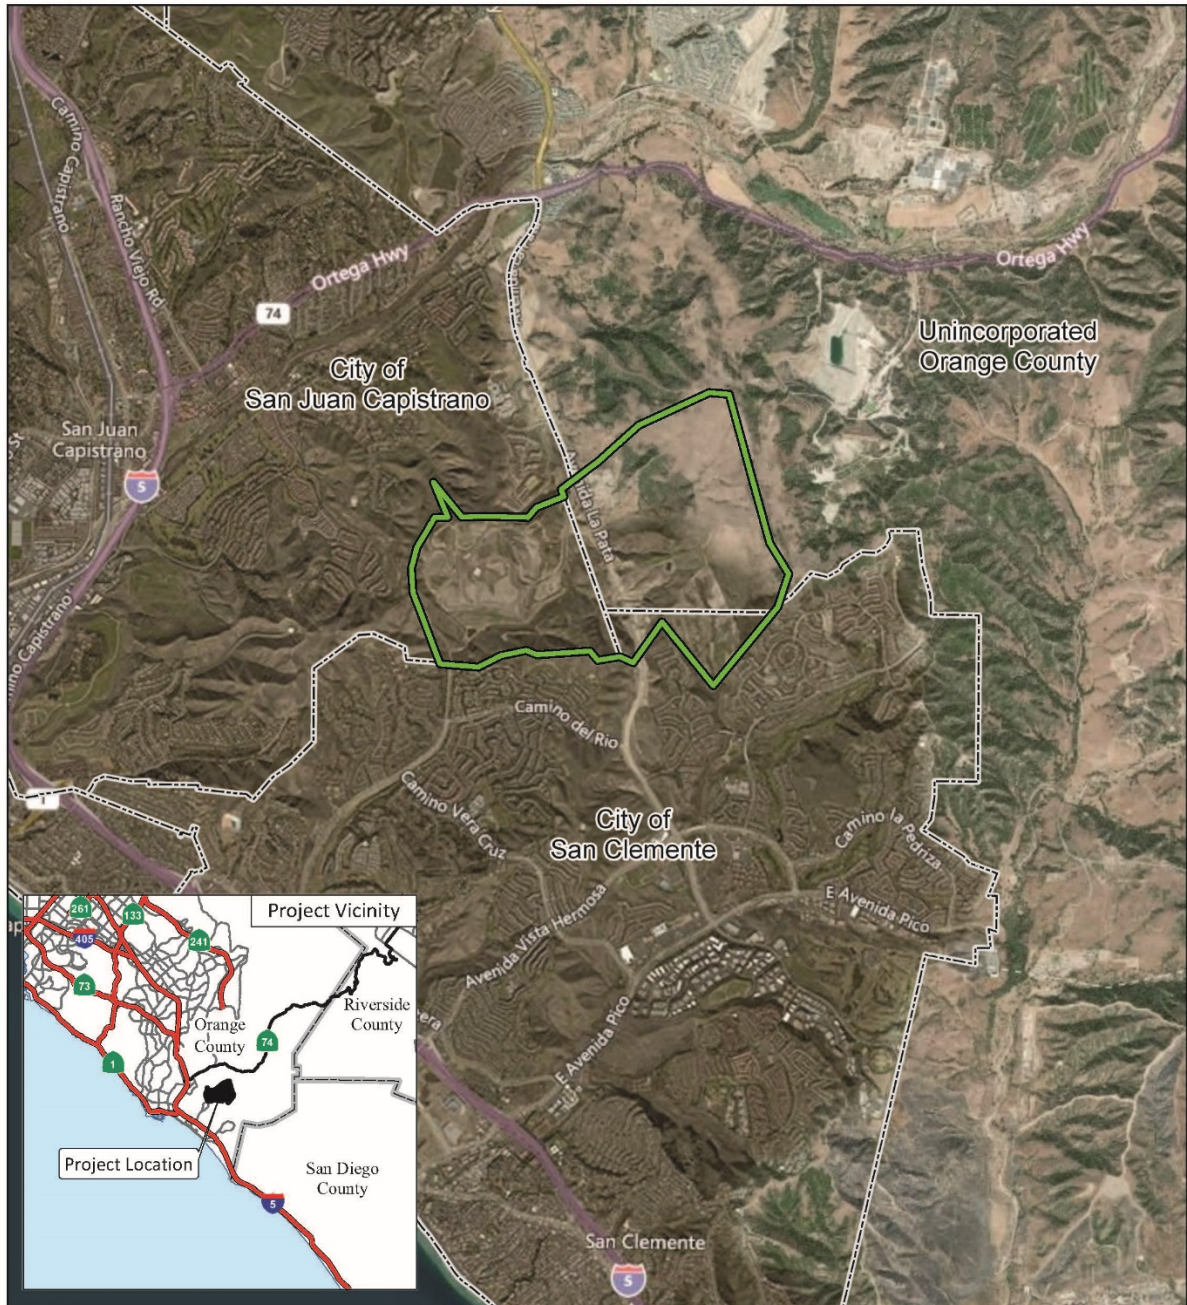 Camino Capistrano
Rancho Viejo Rd
Ortega Hwy
74
Ortega Hwy
Unincorporated
Orange County
City of
San Juan Capistrano
San Juan
Capistrano
5
La Pata
Camino del Rio
Camino Vera Cruz
City of
San Clemente
Camino la Pedriza
E Avenida Pico
Avenida Vista Hermosa
E Avenida Pico
1
San Clemente
5
Project Vicinity
261
133
241
405
73
Orange
County
Riverside
County
74
1
Project Location
San Diego
County
5